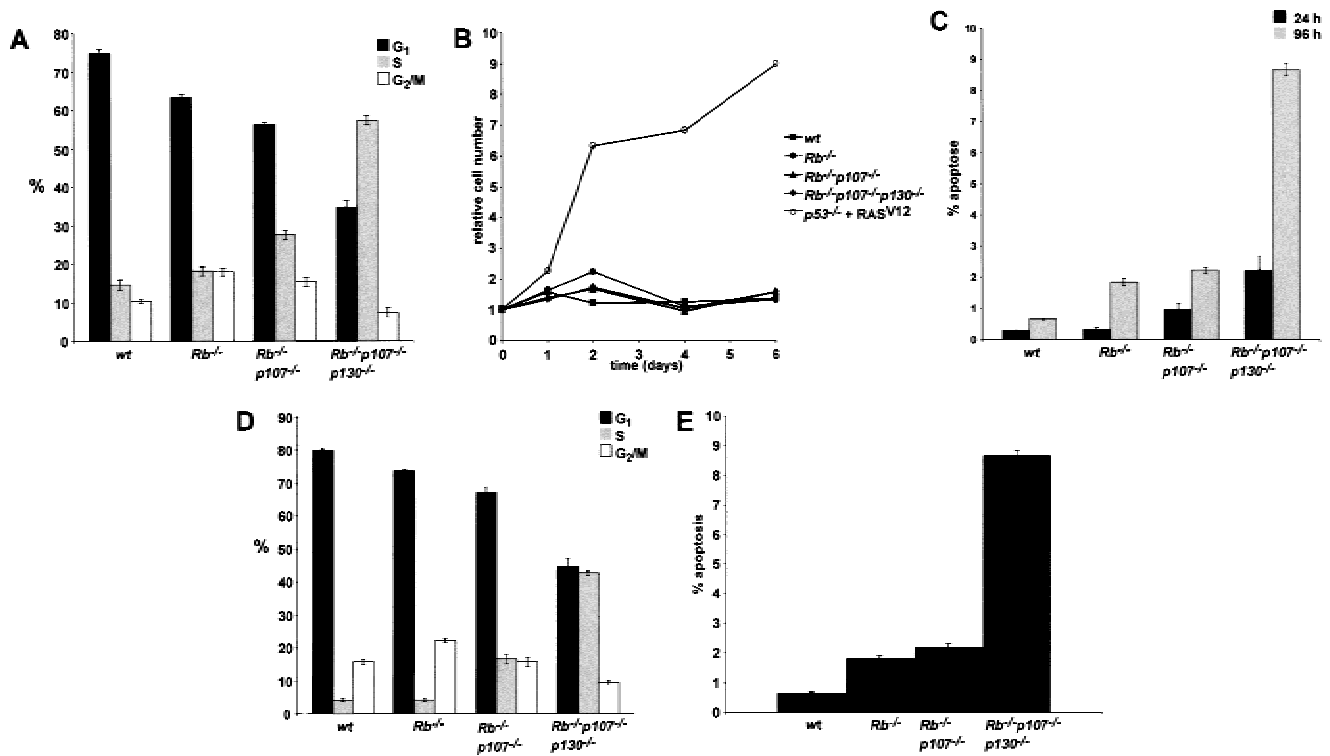 A
G1
S
G2/M
80
70
60
50
40
30
20
10
0
%
wt
Rb-/-
Rb-/-
p107-/-
Rb-/-p107-/-
p130-/-
B
10
9
8
7
6
5
4
3
2
1
0
relative cell number
0 1 2 3 4 5 6
time (days)
wt
Rb-/-
Rb-/-p107-/-
Rb-/-p107-/-p130-/-
p53-/- + RASV12
C
24 h
96 h
10
9
8
7
6
5
4
3
2
1
0
% apoptose
wt
Rb-/-
Rb-/-
p107-/-
Rb-/-p107-/-
p130-/-
D
G1
S
G2/M
90
80
70
60
50
40
30
20
10
0
%
wt
Rb-/-
Rb-/-
p107-/-
Rb-/-p107-/-
p130-/-
E
10
9
8
7
6
5
4
3
2
1
0
% apoptosis
wt
Rb-/-
Rb-/-
p107-/-
Rb-/-p107-/-
p130-/-